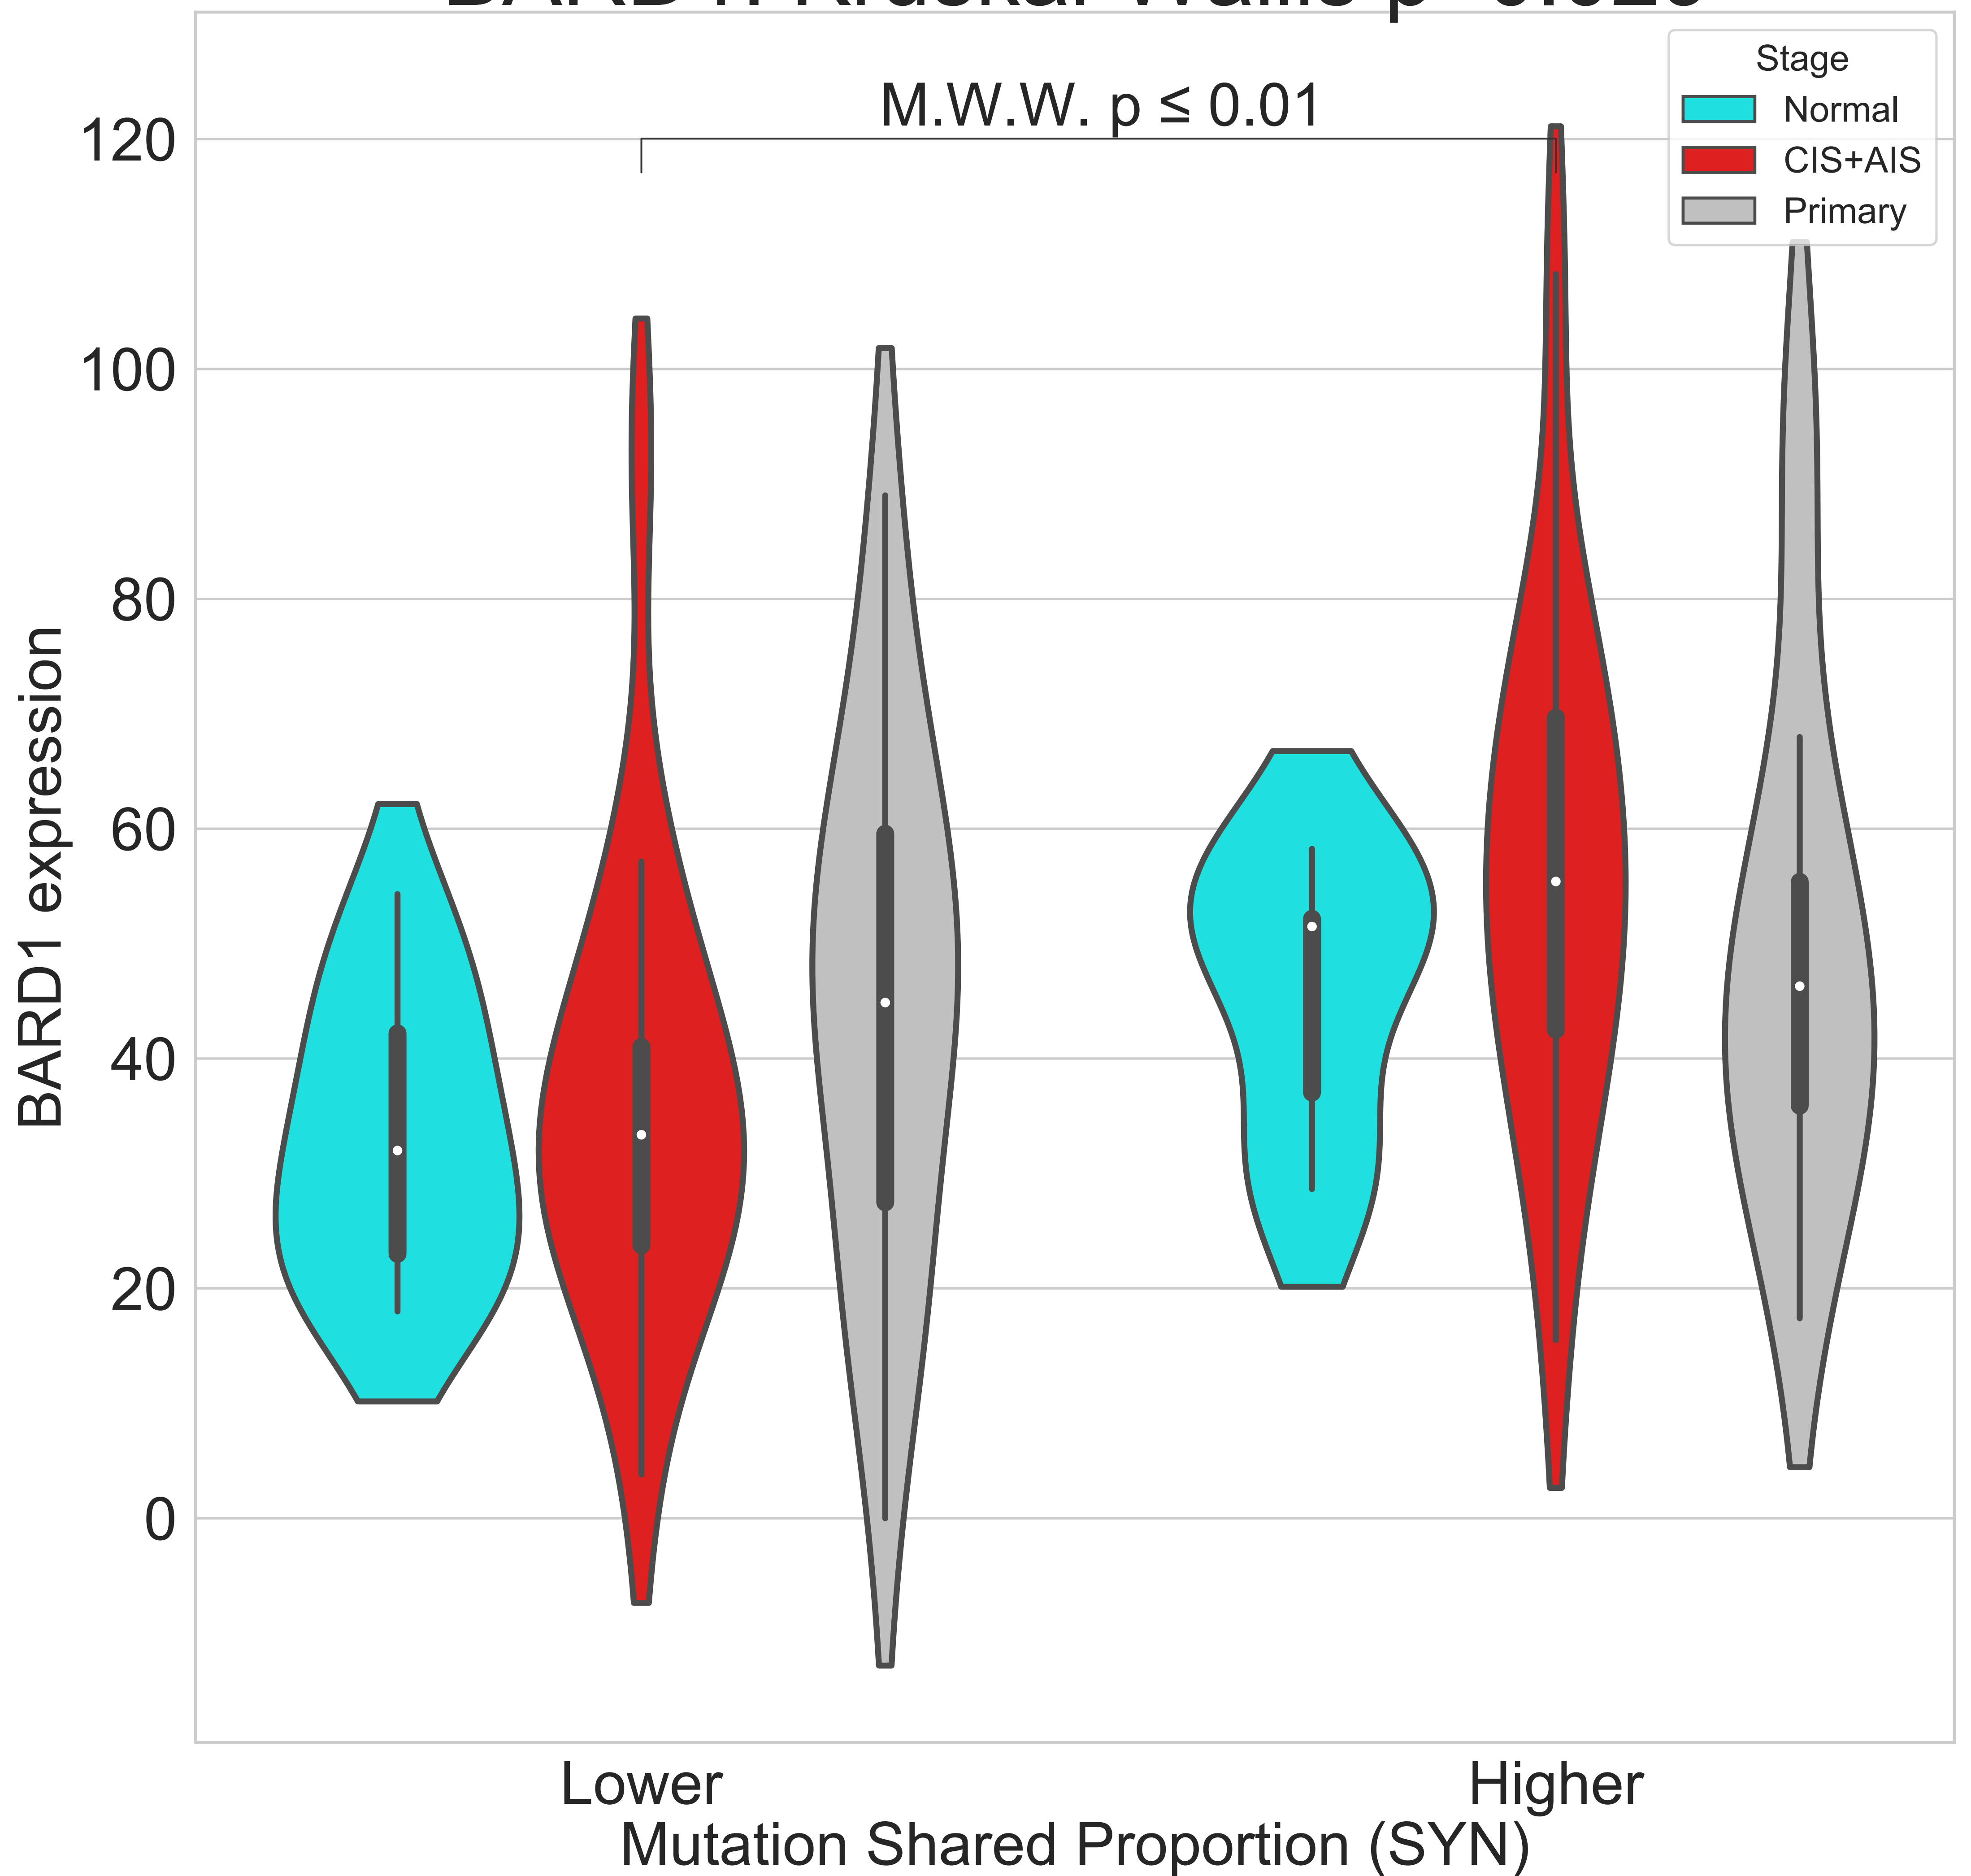 M.W.W. p ≤ 0.01
Stage
Normal
CIS+AIS
Primary
120
100
80
60
40
20
0
BARD1 expression
Lower
Higher
Mutation Shared Proportion (SYN)